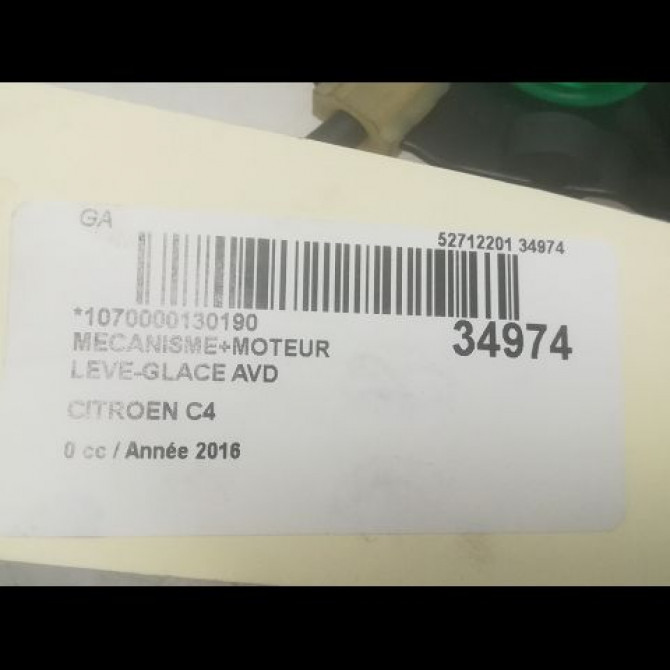 GA
52712201 34974
*1070000130190
34974
MECANISME+MOTEUR
LEVE-GLACE AVD
CITROEN C4
0 cc / Année 2016